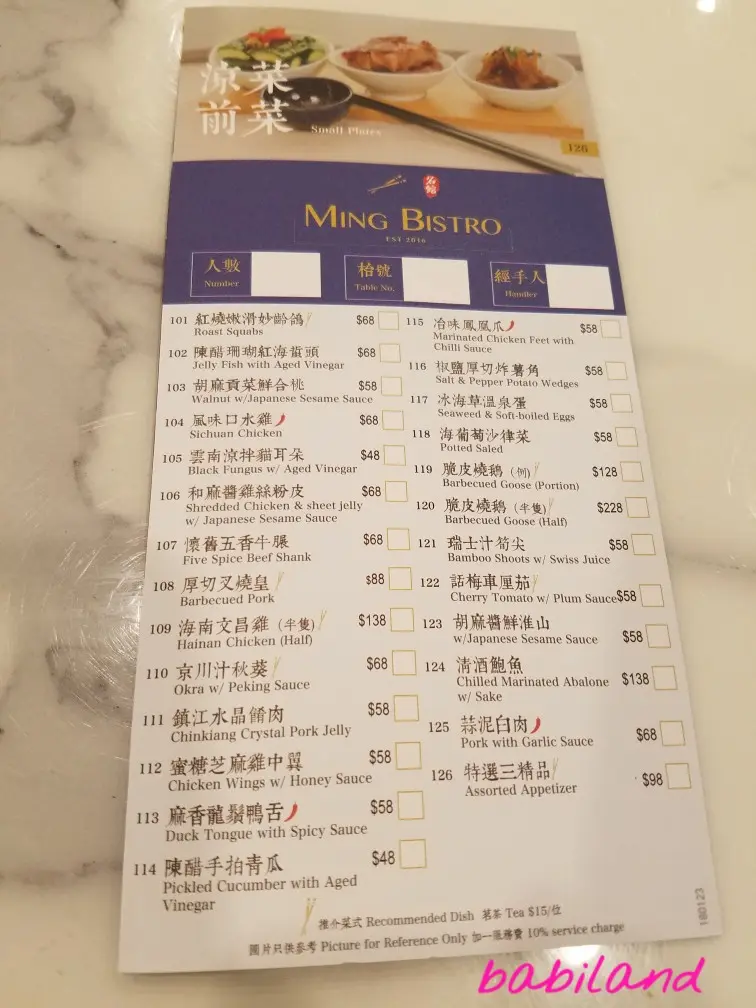 涼菜
前菜 Small Plates
126
名館
MING BISTRO
EST 2016
人數 Number
枱號 Table No.
經手人 Handler
101 紅燒嫩滑妙齡鴿 $68
Roast Squabs
102 陳醋珊瑚紅海蜇頭 $68
Jelly Fish with Aged Vinegar
103 胡麻貢菜鮮合桃 $58
Walnut w/Japanese Sesame Sauce
104 風味口水雞 $68
Sichuan Chicken
105 雲南涼拌貓耳朵 $48
Black Fungus w/ Aged Vinegar
106 和麻醬雞絲粉皮 $68
Shredded Chicken & sheet jelly
w/ Japanese Sesame Sauce
107 懷舊五香牛𦟌 $68
Five Spice Beef Shank
108 厚切叉燒皇 $88
Barbecued Pork
109 海南文昌雞 (半隻) $138
Hainan Chicken (Half)
110 京川汁秋葵 $68
Okra w/ Peking Sauce
111 鎮江水晶餚肉 $58
Chinkiang Crystal Pork Jelly
112 蜜糖芝麻雞中翼 $58
Chicken Wings w/ Honey Sauce
113 麻香龍鬚鴨舌 $58
Duck Tongue with Spicy Sauce
114 陳醋手拍青瓜 $48
Pickled Cucumber with Aged
Vinegar
115 冶味鳳凰爪 $58
Marinated Chicken Feet with
Chilli Sauce
116 椒鹽厚切炸薯角 $58
Salt & Pepper Potato Wedges
117 冰海草溫泉蛋 $58
Seaweed & Soft-boiled Eggs
118 海葡萄沙律菜 $58
Potted Saled
119 脆皮燒鵝 (例) $128
Barbecued Goose (Portion)
120 脆皮燒鵝 (半隻) $228
Barbecued Goose (Half)
121 瑞士汁筍尖 $58
Bamboo Shoots w/ Swiss Juice
122 話梅車厘茄
Cherry Tomato w/ Plum Sauce $58
123 胡麻醬鮮淮山
w/Japanese Sesame Sauce $58
124 清酒鮑魚
Chilled Marinated Abalone $138
w/ Sake
125 蒜泥白肉 $68
Pork with Garlic Sauce
126 特選三精品 $98
Assorted Appetizer
推介菜式 Recommended Dish 茗茶 Tea $15/位
圖片只供參考 Picture for Reference Only 加一服務費 10% service charge
180123
babiland